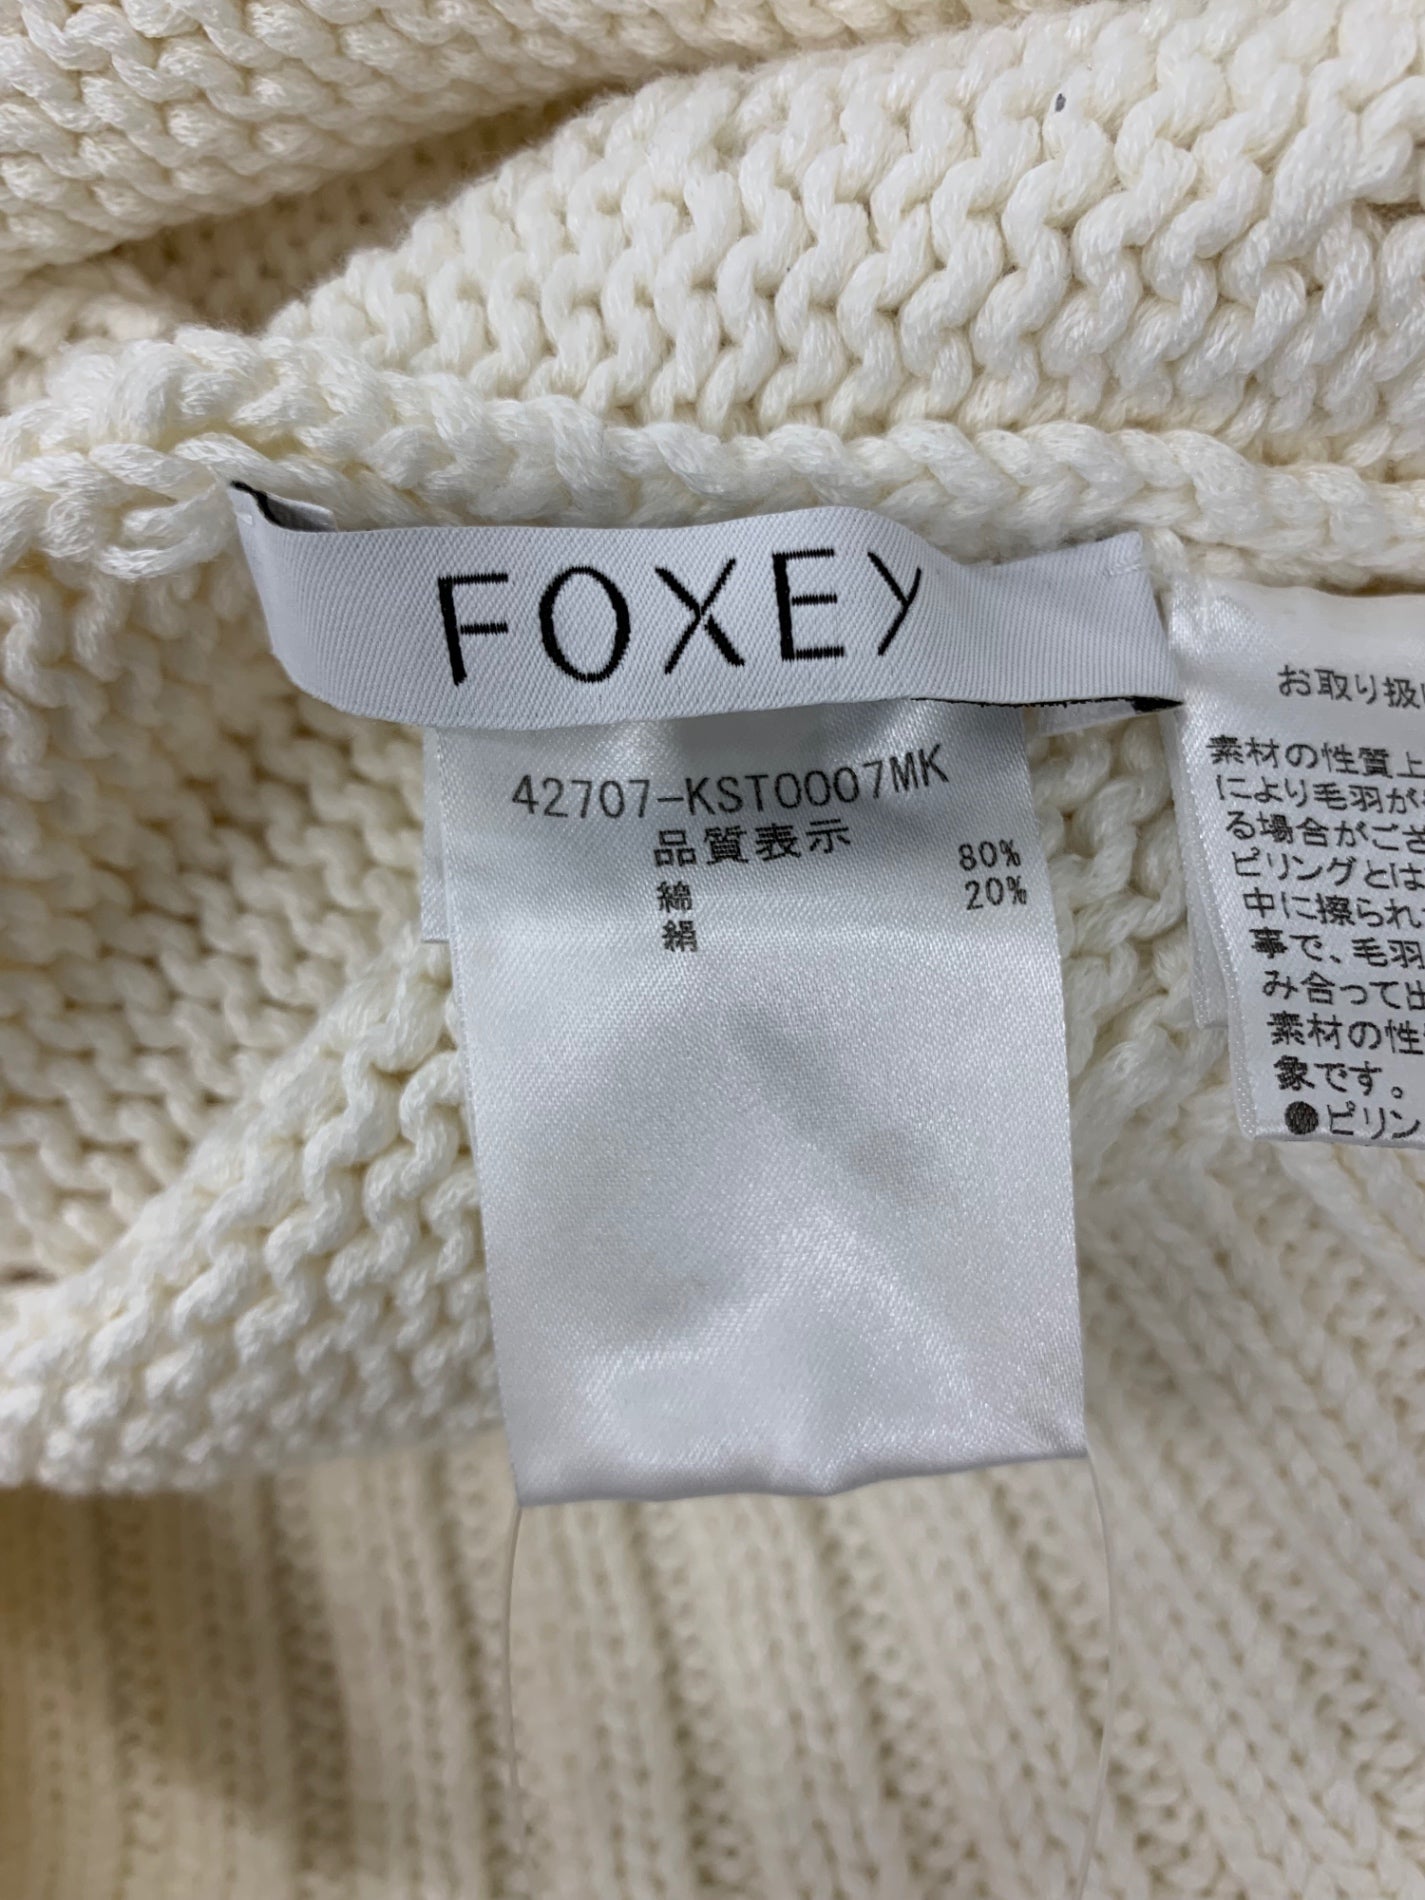 FOXEY
42707-KST0007MK
品質表示
綿 80%
絹 20%
お取り扱い
素材の性質上
により毛羽が
る場合がござ
ピリングとは
中に擦られ
事で、毛羽
み合って出
素材の性
象です。
●ピリン